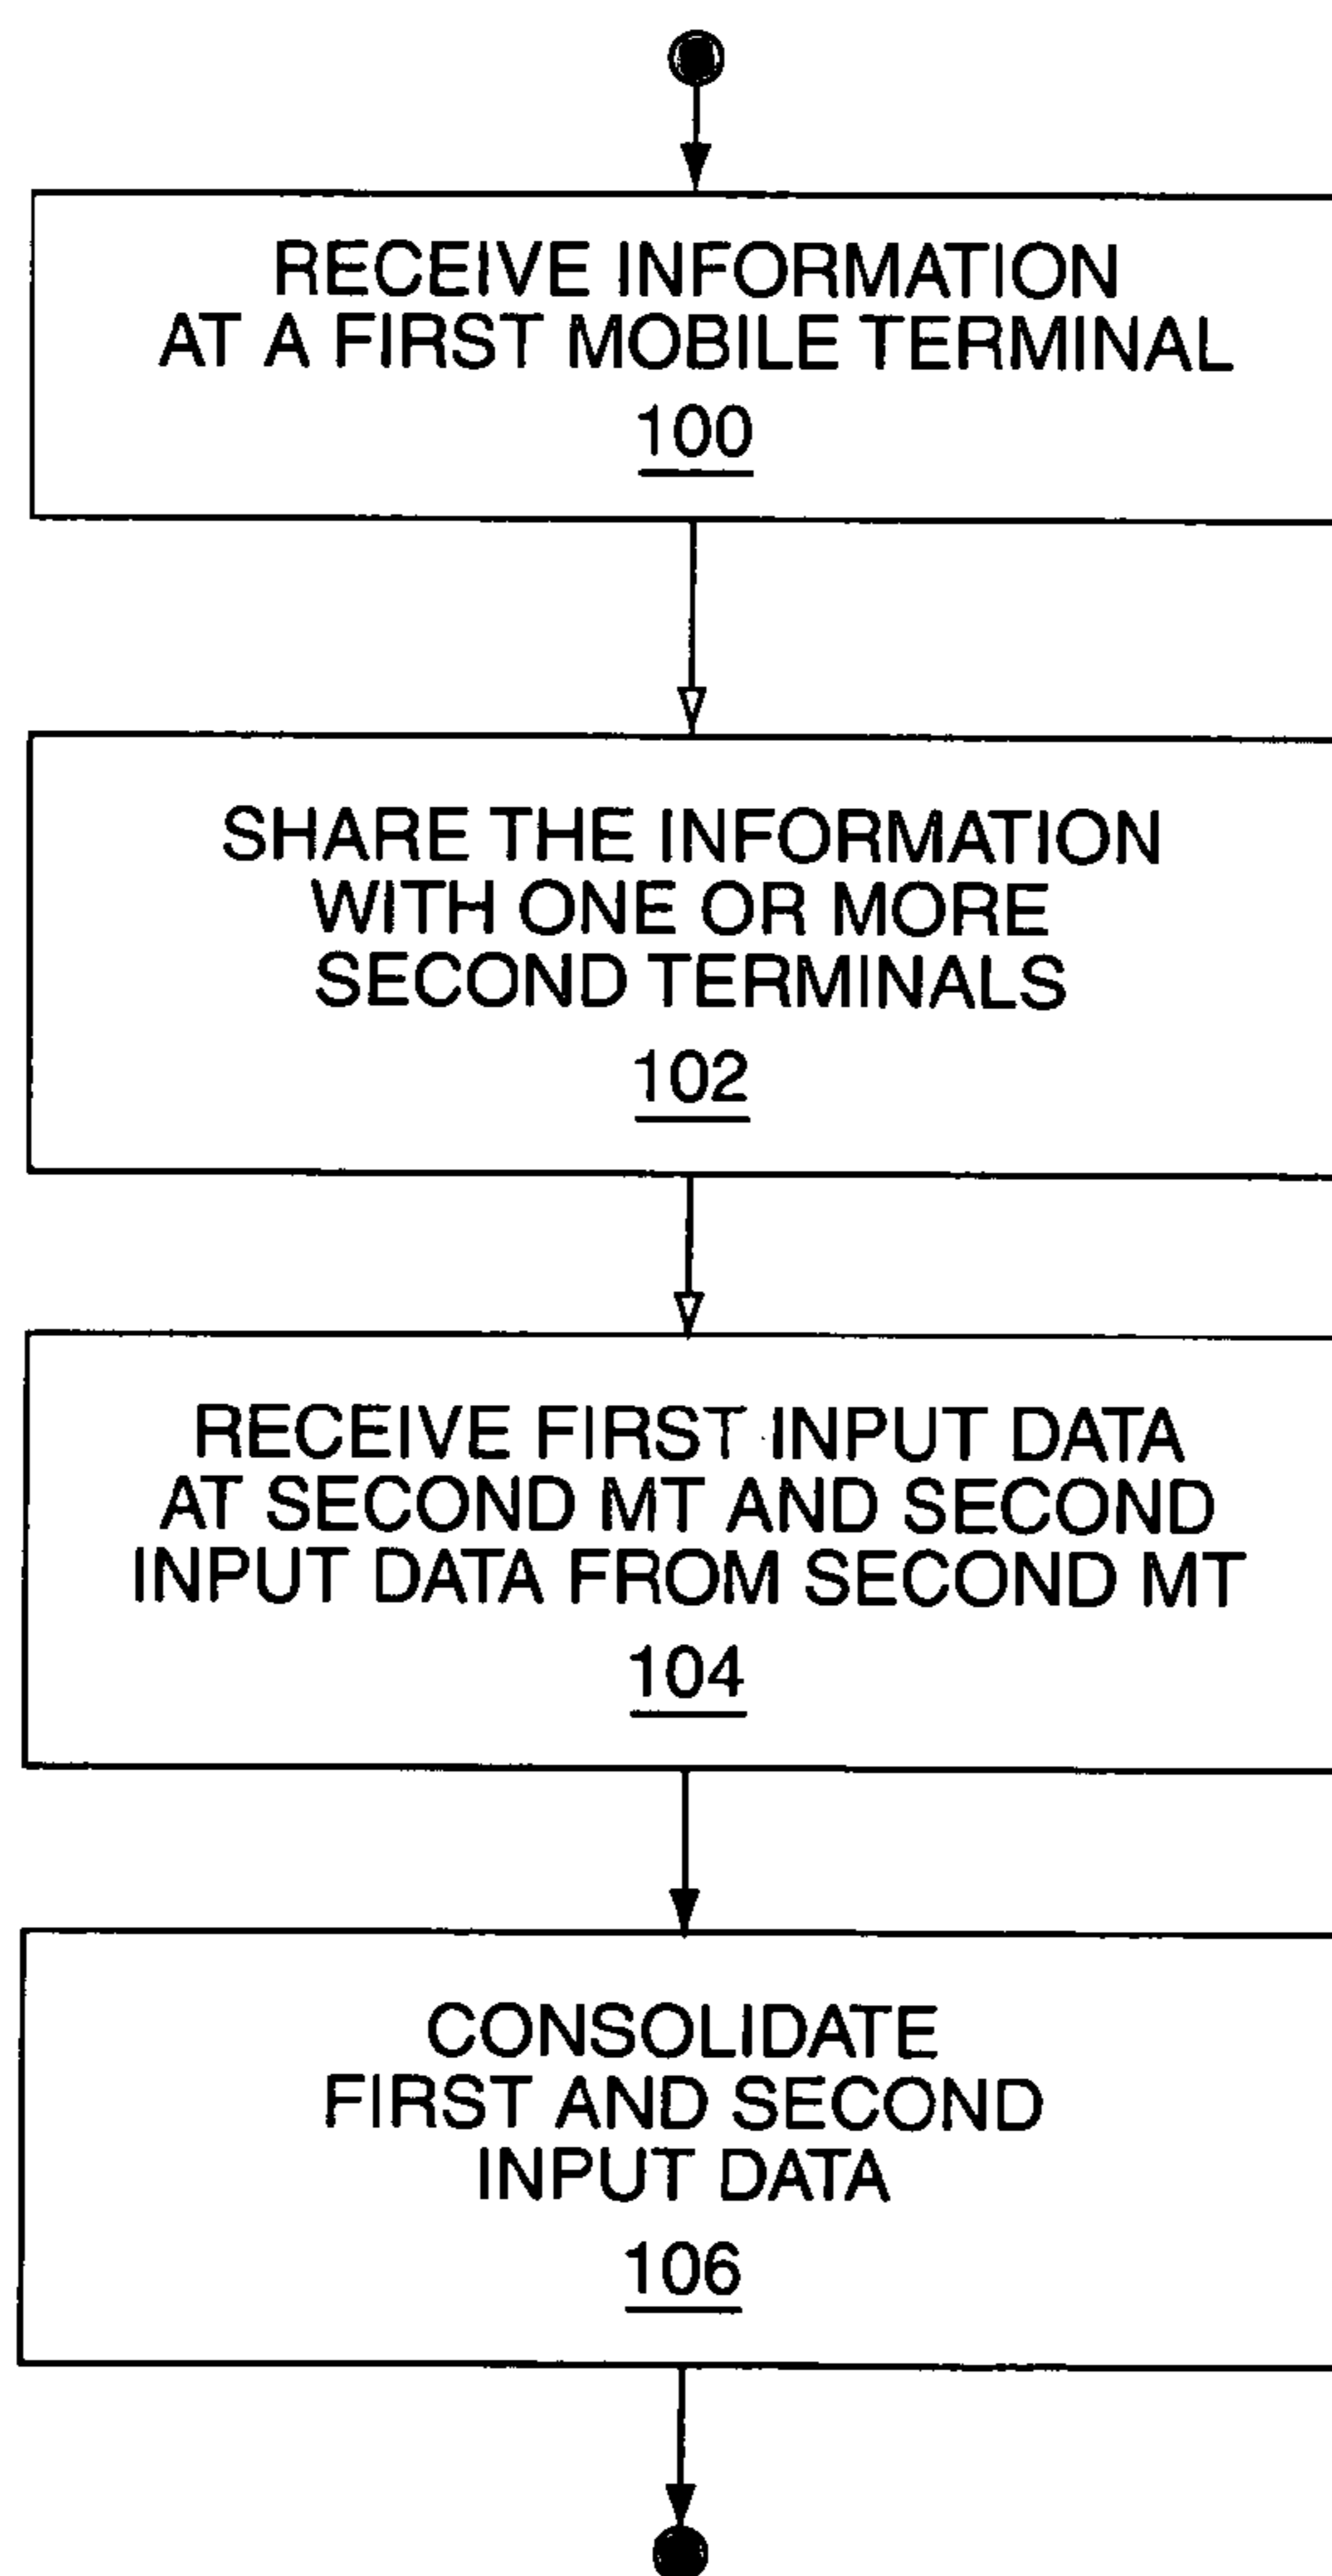 RECEIVE INFORMATION
AT A FIRST MOBILE TERMINAL
100
SHARE THE INFORMATION
WITH ONE OR MORE
SECOND TERMINALS
102
RECEIVE FIRST INPUT DATA
AT SECOND MT AND SECOND
INPUT DATA FROM SECOND MT
104
CONSOLIDATE
FIRST AND SECOND
INPUT DATA
106